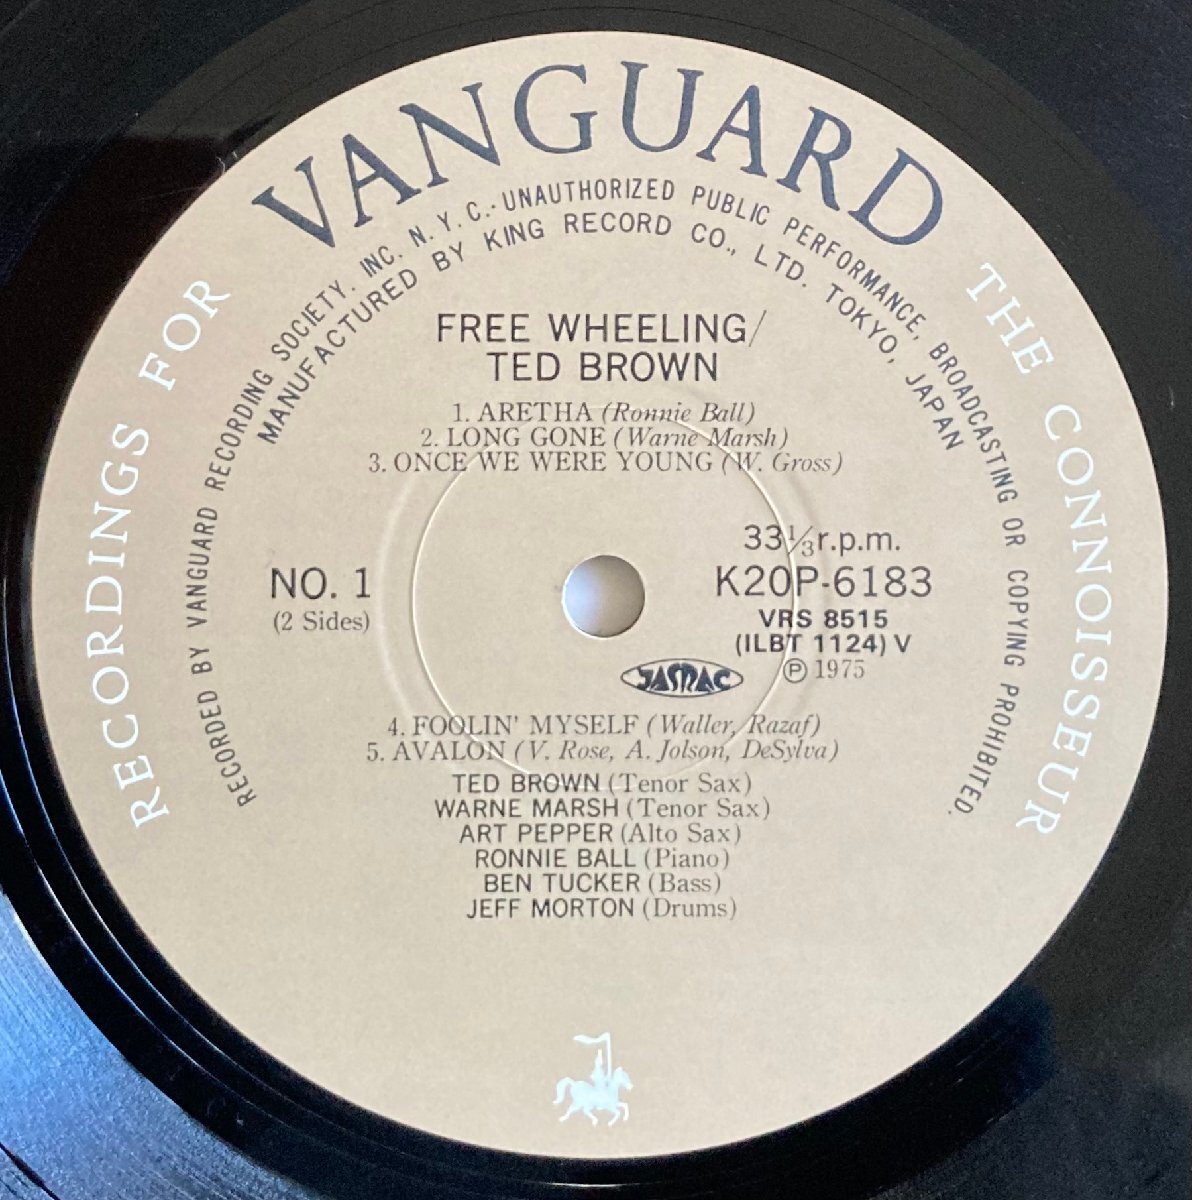 VANGUARD
RECORDINGS FOR THE CONNOISSEUR
RECORDED BY VANGUARD RECORDING SOCIETY. INC. N. Y. C.· UNAUTHORIZED PUBLIC PERFORMANCE, BROADCASTING OR COPYING PROHIBITED.
MANUFACTURED BY KING RECORD CO., LTD. TOKYO, JAPAN
FREE WHEELING/
TED BROWN
1. ARETHA (Ronnie Ball)
2. LONG GONE (Warne Marsh)
3. ONCE WE WERE YOUNG (W. Gross)
NO. 1
(2 Sides)
33⅓r.p.m.
K20P-6183
VRS 8515
(ILBT 1124) V
℗ 1975
JASMAC
4. FOOLIN' MYSELF (Waller, Razaf)
5. AVALON (V. Rose, A. Jolson, DeSylva)
TED BROWN (Tenor Sax)
WARNE MARSH (Tenor Sax)
ART PEPPER (Alto Sax)
RONNIE BALL (Piano)
BEN TUCKER (Bass)
JEFF MORTON (Drums)